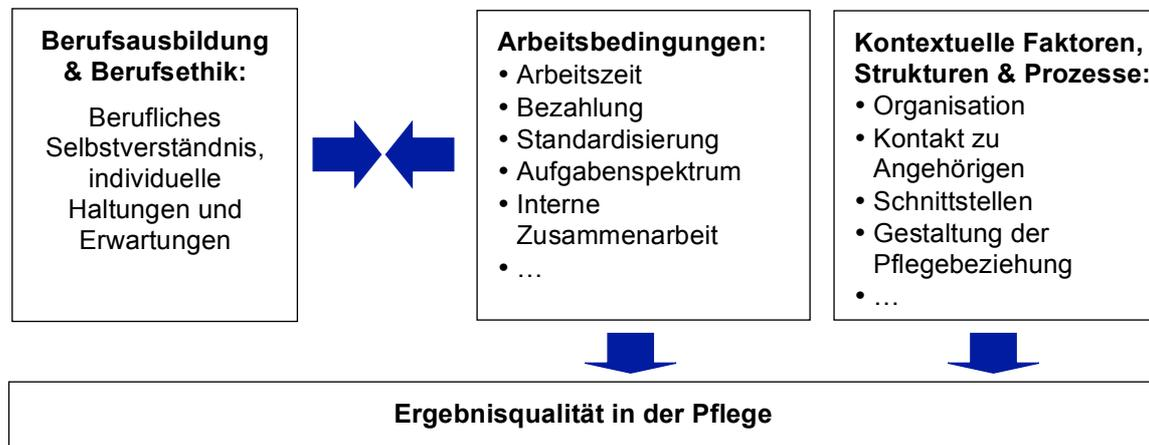 Berufsausbildung
& Berufsethik:
Berufliches
Selbstverständnis,
individuelle
Haltungen und
Erwartungen
Arbeitsbedingungen:
• Arbeitszeit
• Bezahlung
• Standardisierung
• Aufgabenspektrum
• Interne
Zusammenarbeit
• …
Kontextuelle Faktoren,
Strukturen & Prozesse:
• Organisation
• Kontakt zu
Angehörigen
• Schnittstellen
• Gestaltung der
Pflegebeziehung
• …
Ergebnisqualität in der Pflege